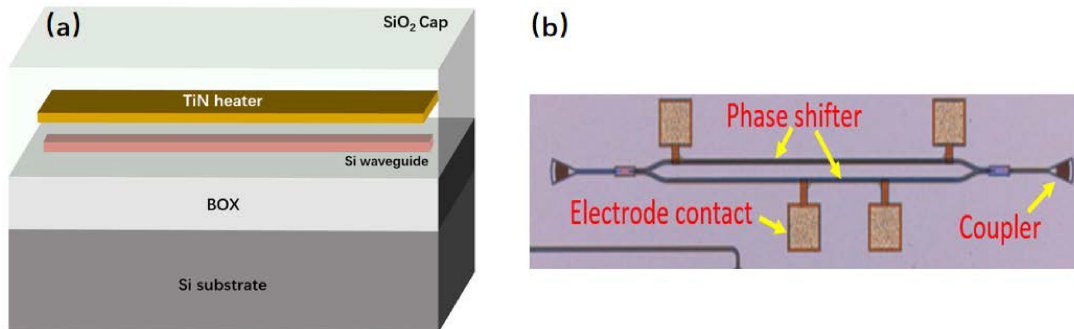 (a)
SiO₂ Cap
TiN heater
Si waveguide
BOX
Si substrate
(b)
Phase shifter
Electrode contact
Coupler